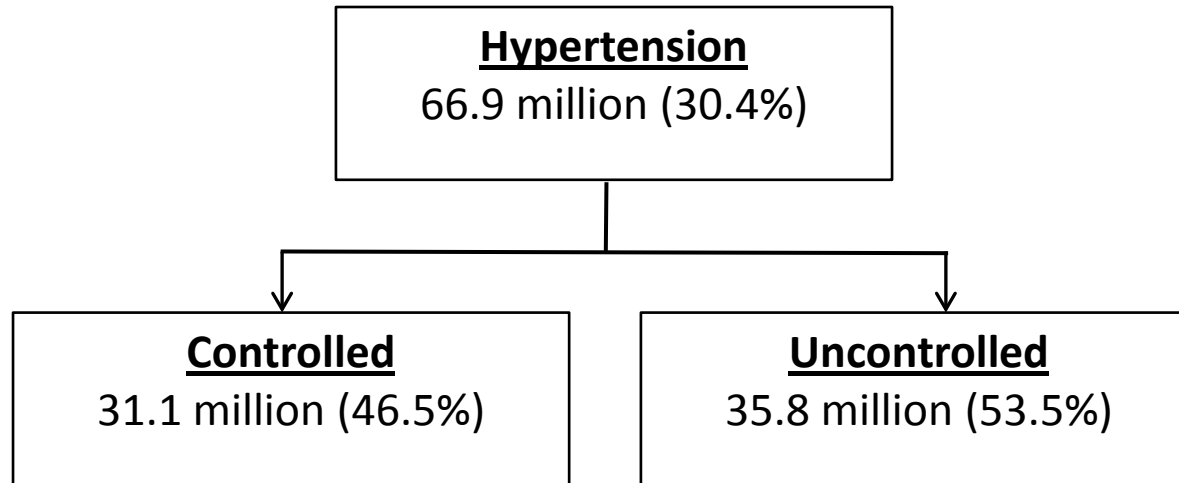 Hypertension
66.9 million (30.4%)
Controlled
31.1 million (46.5%)
Uncontrolled
35.8 million (53.5%)